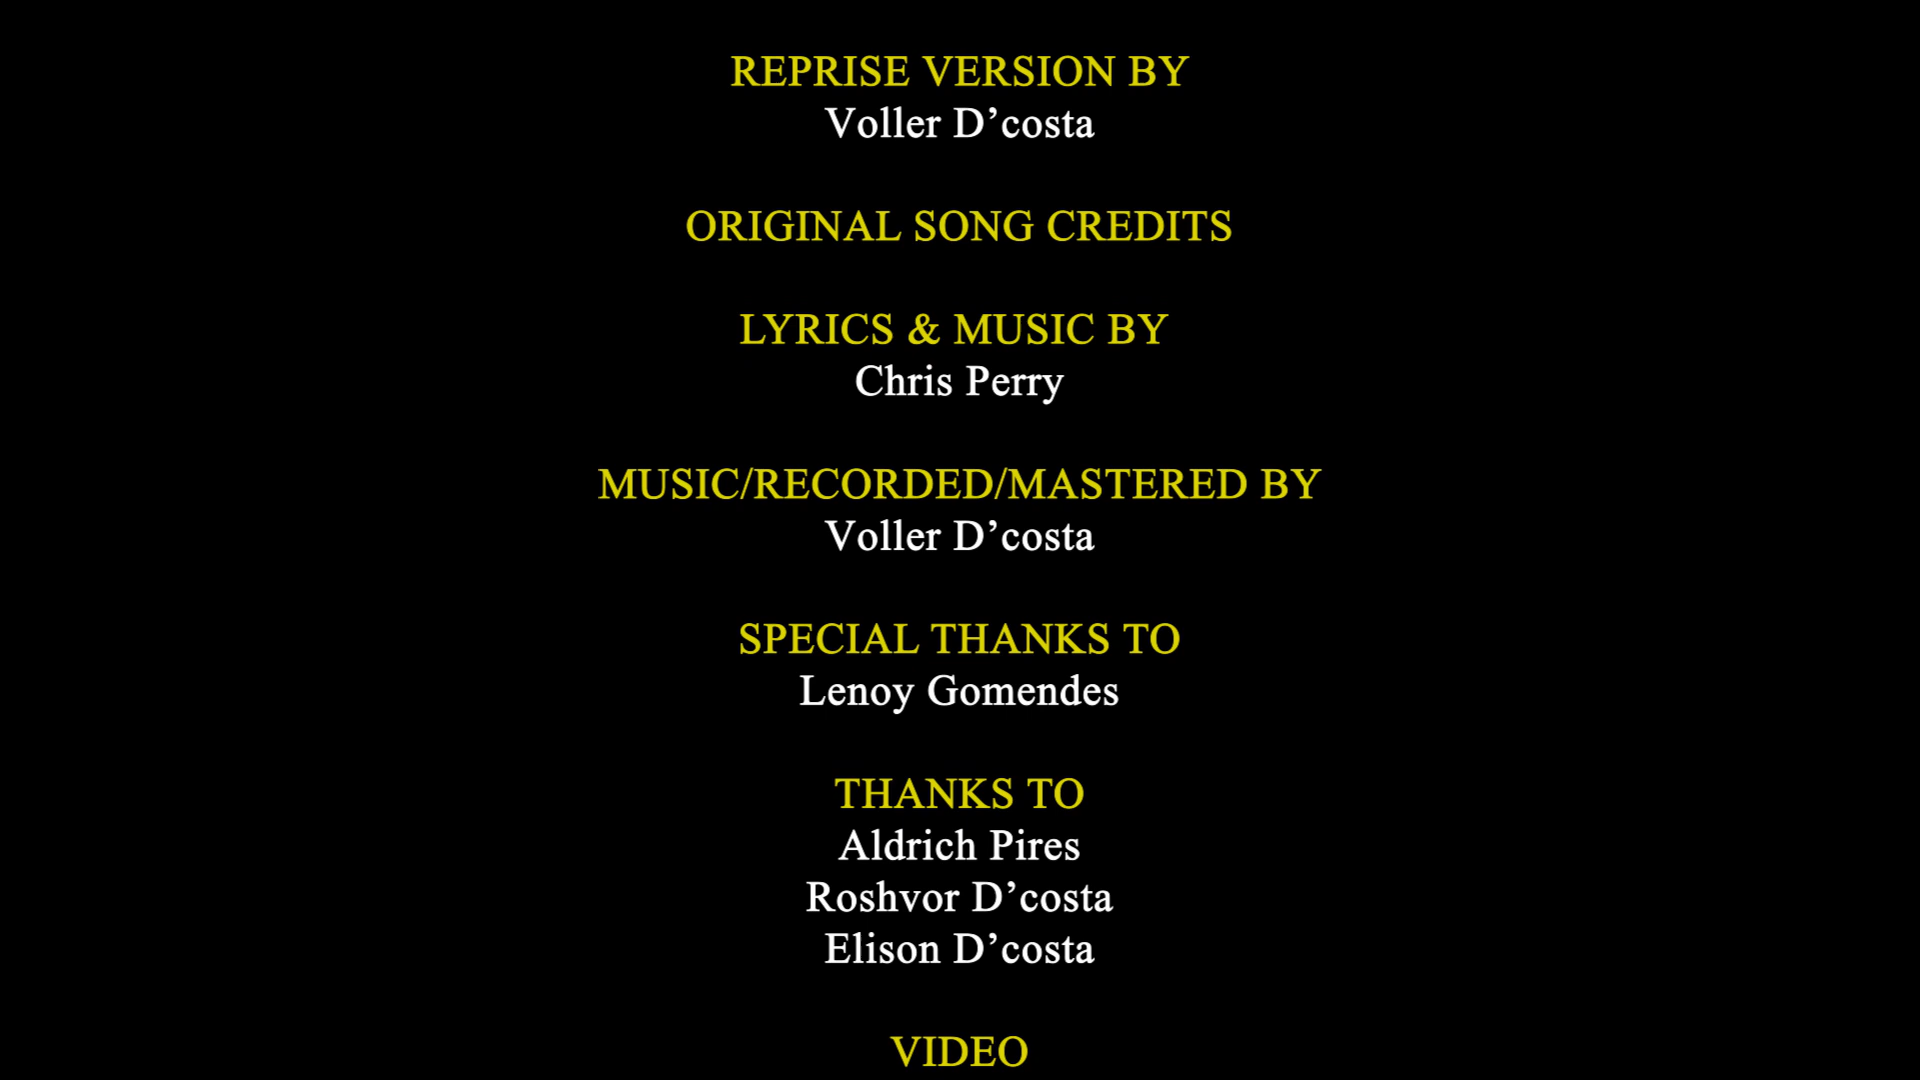 REPRISE VERSION BY
Voller D’costa
ORIGINAL SONG CREDITS
LYRICS & MUSIC BY
Chris Perry
MUSIC/RECORDED/MASTERED BY
Voller D’costa
SPECIAL THANKS TO
Lenoy Gomendes
THANKS TO
Aldrich Pires
Roshvor D’costa
Elison D’costa
VIDEO